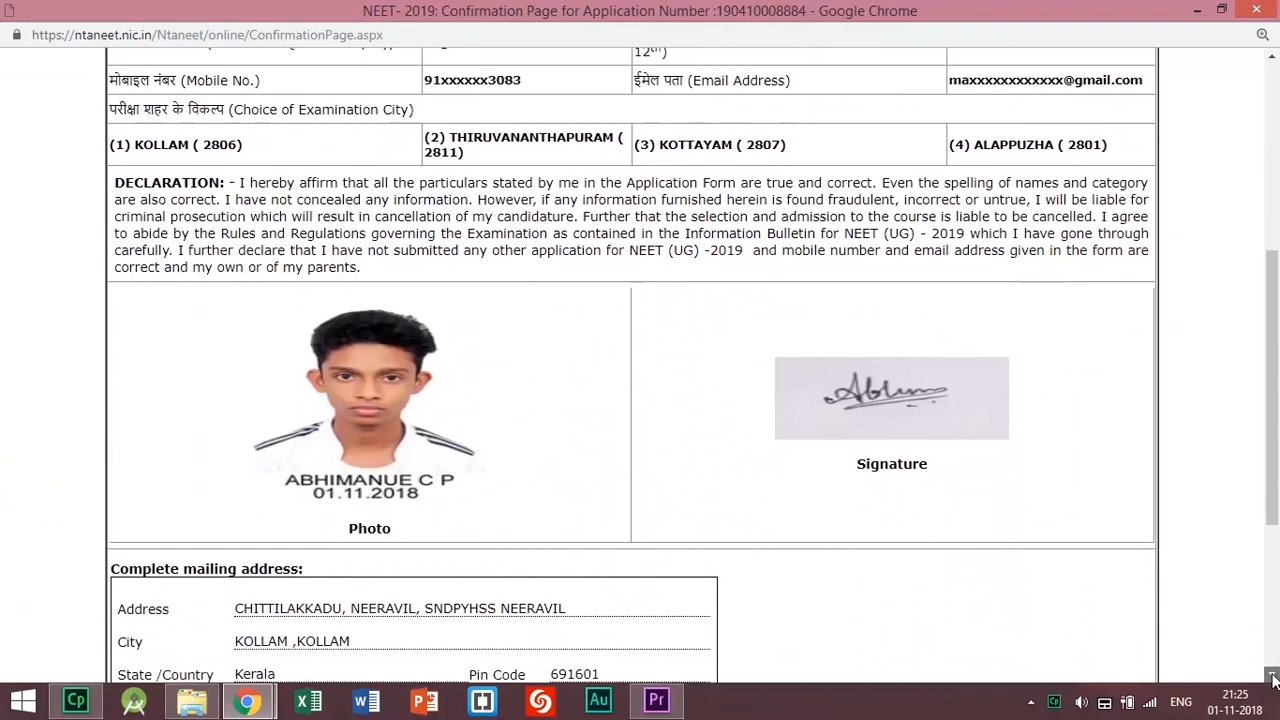 NEET- 2019: Confirmation Page for Application Number :190410008884 - Google Chrome
https://ntaneet.nic.in/Ntaneet/online/ConfirmationPage.aspx
12th)
मोबाइल नंबर (Mobile No.) 91xxxxxx3083 ईमेल पता (Email Address) maxxxxxxxxxxxx@gmail.com
परीक्षा शहर के विकल्प (Choice of Examination City)
(1) KOLLAM ( 2806) (2) THIRUVANANTHAPURAM ( 2811) (3) KOTTAYAM ( 2807) (4) ALAPPUZHA ( 2801)
DECLARATION: - I hereby affirm that all the particulars stated by me in the Application Form are true and correct. Even the spelling of names and category
are also correct. I have not concealed any information. However, if any information furnished herein is found fraudulent, incorrect or untrue, I will be liable for
criminal prosecution which will result in cancellation of my candidature. Further that the selection and admission to the course is liable to be cancelled. I agree
to abide by the Rules and Regulations governing the Examination as contained in the Information Bulletin for NEET (UG) - 2019 which I have gone through
carefully. I further declare that I have not submitted any other application for NEET (UG) -2019 and mobile number and email address given in the form are
correct and my own or of my parents.
ABHIMANUE C P
01.11.2018
Photo
Signature
Complete mailing address:
Address CHITTILAKKADU, NEERAVIL, SNDPYHSS NEERAVIL
City KOLLAM ,KOLLAM
State /Country Kerala Pin Code 691601
Cp
Au
Pr
ENG
21:25
01-11-2018